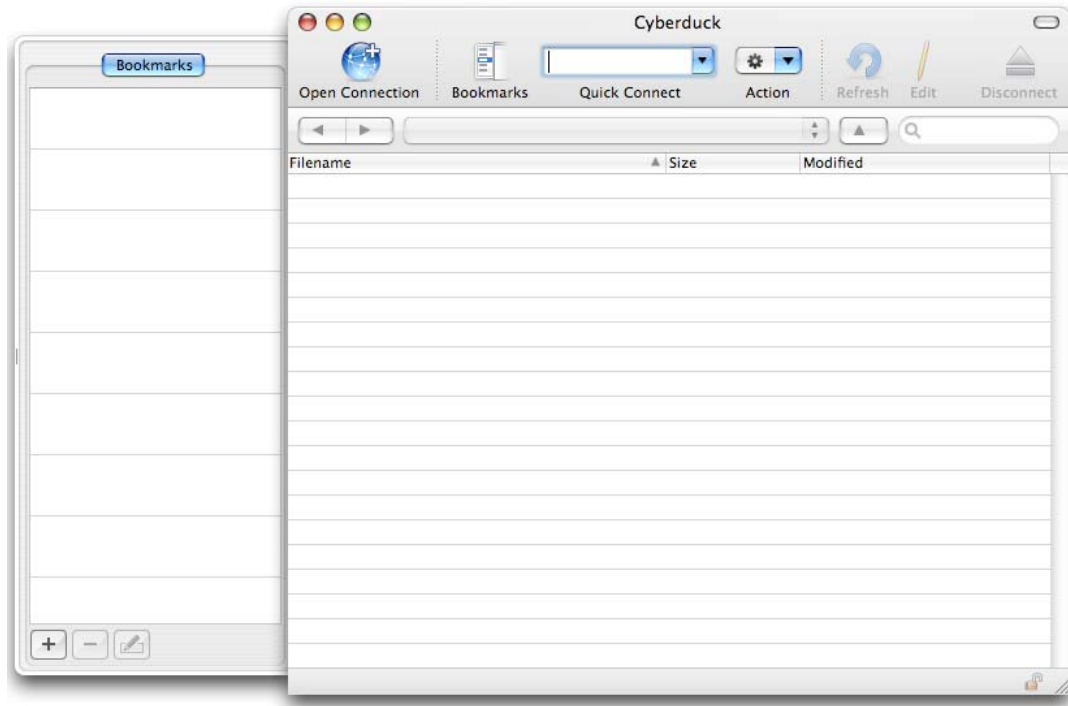 Cyberduck
Bookmarks
Open Connection
Bookmarks
Quick Connect
Action
Refresh
Edit
Disconnect
Filename
Size
Modified